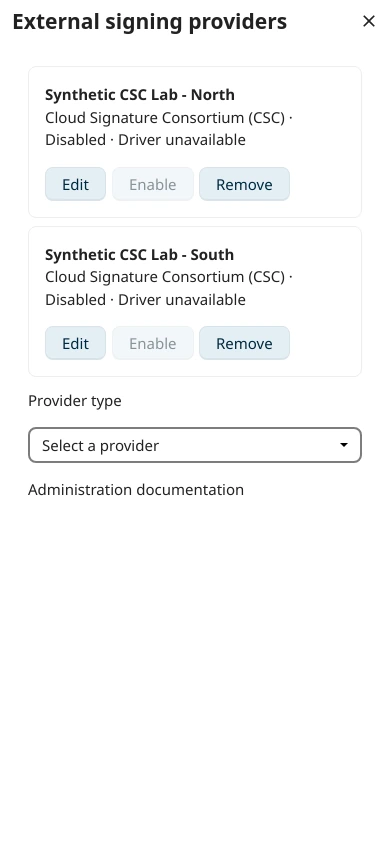 External signing providers
Synthetic CSC Lab - North
Cloud Signature Consortium (CSC) ·
Disabled · Driver unavailable
Edit Enable Remove
Synthetic CSC Lab - South
Cloud Signature Consortium (CSC) ·
Disabled · Driver unavailable
Edit Enable Remove
Provider type
Select a provider
Administration documentation